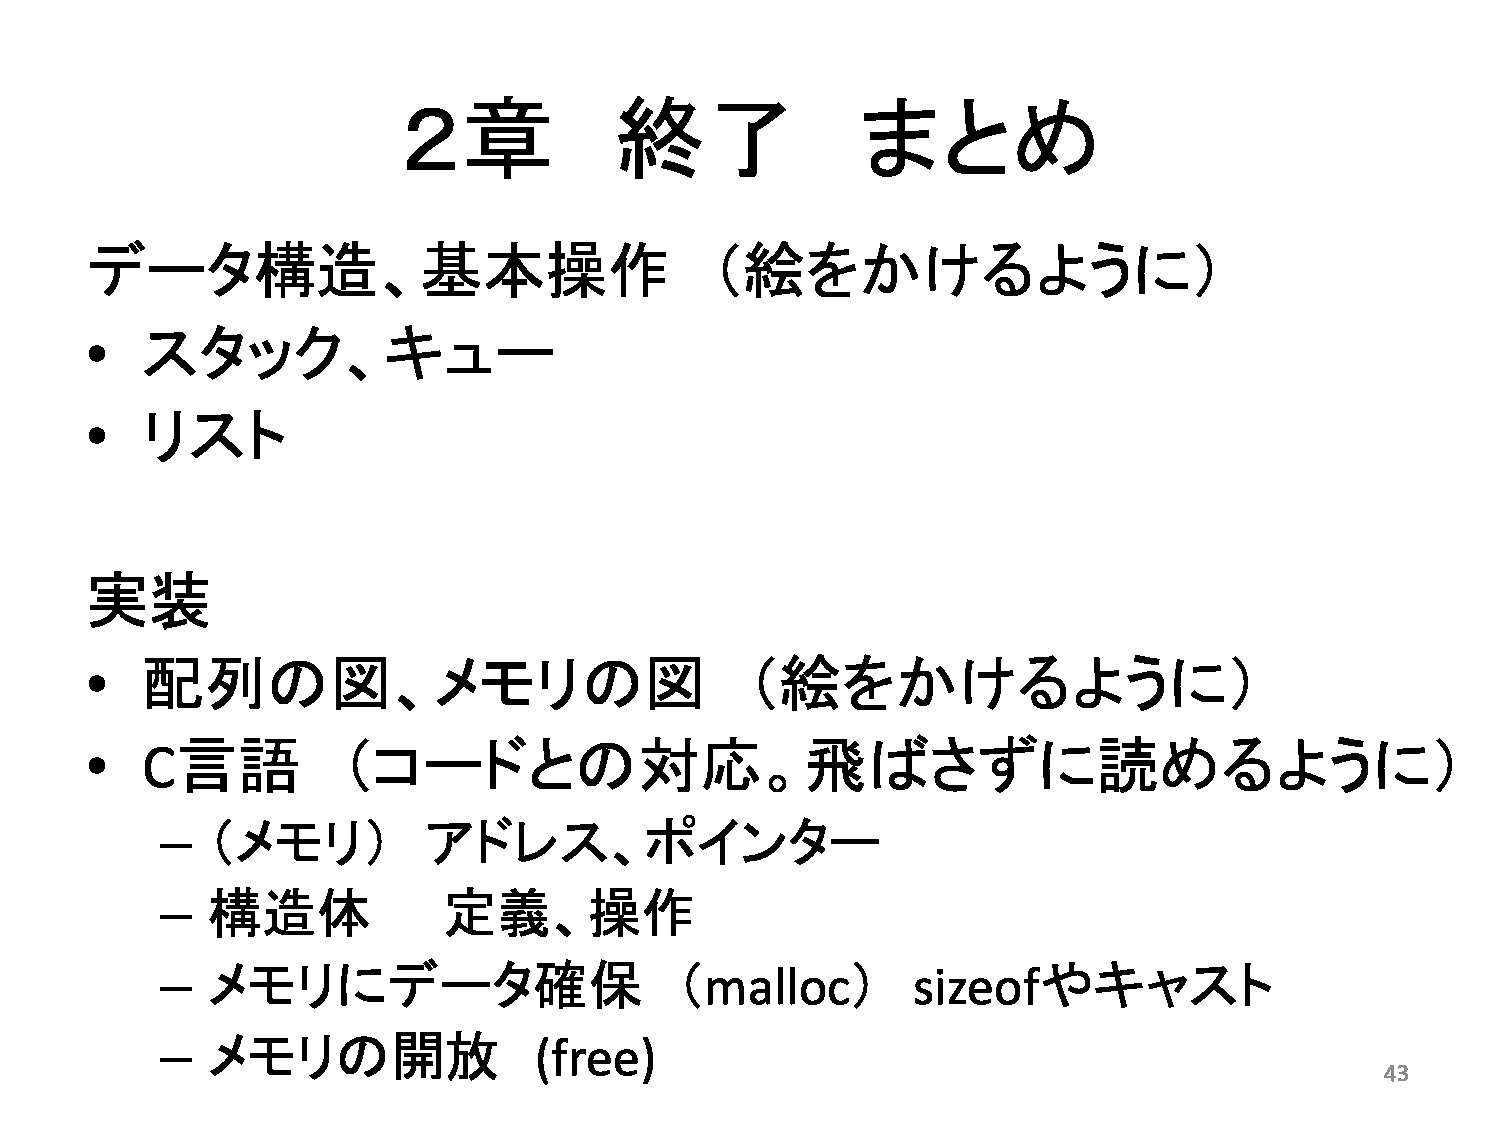 ２章　終了　まとめ
データ構造、基本操作　（絵をかけるように）
• スタック、キュー
• リスト
実装
• 配列の図、メモリの図　（絵をかけるように）
• C言語　（コードとの対応。飛ばさずに読めるように）
– （メモリ）　アドレス、ポインター
– 構造体　　定義、操作
– メモリにデータ確保　（malloc）　sizeofやキャスト
– メモリの開放　(free)
43